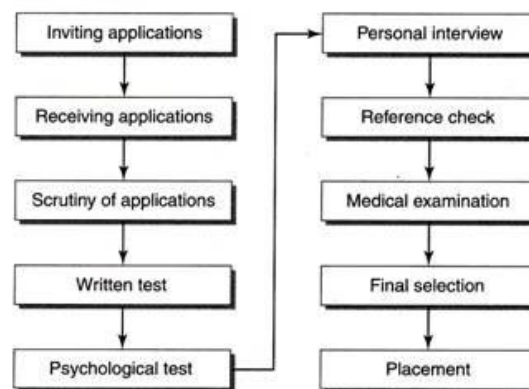 Inviting applications
Receiving applications
Scrutiny of applications
Written test
Psychological test
Personal interview
Reference check
Medical examination
Final selection
Placement